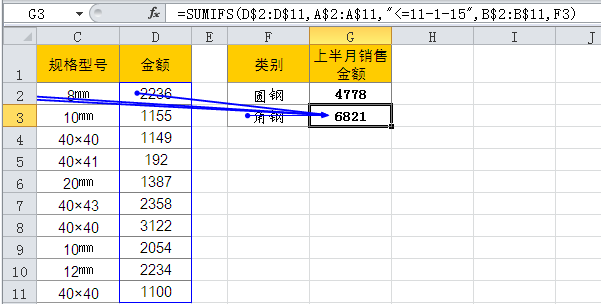 G3 fx =SUMIFS(D$2:D$11,A$2:A$11,"<=11-1-15",B$2:B$11,F3)
C D E F G H I J
1 规格型号 金额 类别 上半月销售
金额
2 8mm 2236 圆钢 4778
3 10mm 1155 角钢 6821
4 40×40 1149
5 40×41 192
6 20mm 1387
7 40×43 2358
8 40×40 3122
9 10mm 2054
10 12mm 2234
11 40×40 1100